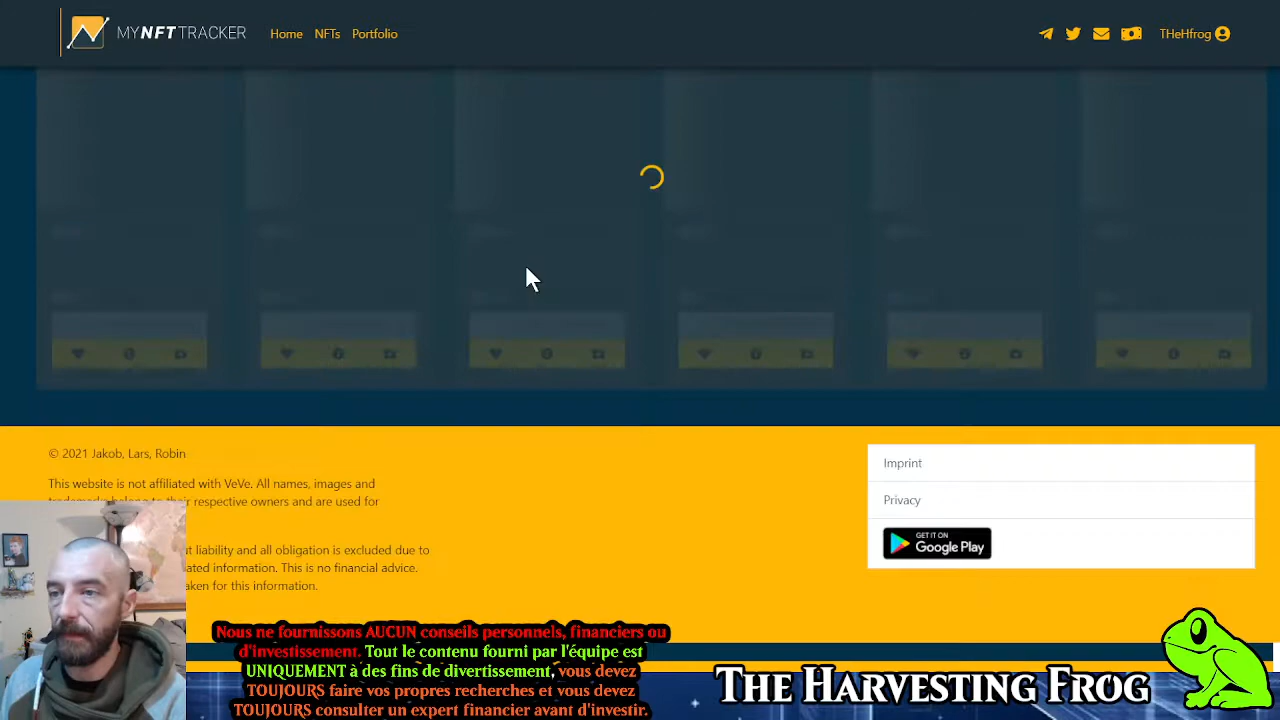 MYNFTTRACKER
Home NFTs Portfolio
THeHfrog
© 2021 Jakob, Lars, Robin
This website is not affiliated with VeVe. All names, images and
respective owners and are used for
t liability and all obligation is excluded due to
ated information. This is no financial advice.
aken for this information.
Imprint
Privacy
GET IT ON
Google Play
Nous ne fournissons AUCUN conseils personnels, financiers ou
d'investissement. Tout le contenu fourni par l'équipe est
UNIQUEMENT à des fins de divertissement, vous devez
TOUJOURS faire vos propres recherches et vous devez
TOUJOURS consulter un expert financier avant d'investir.
THE HARVESTING FROG